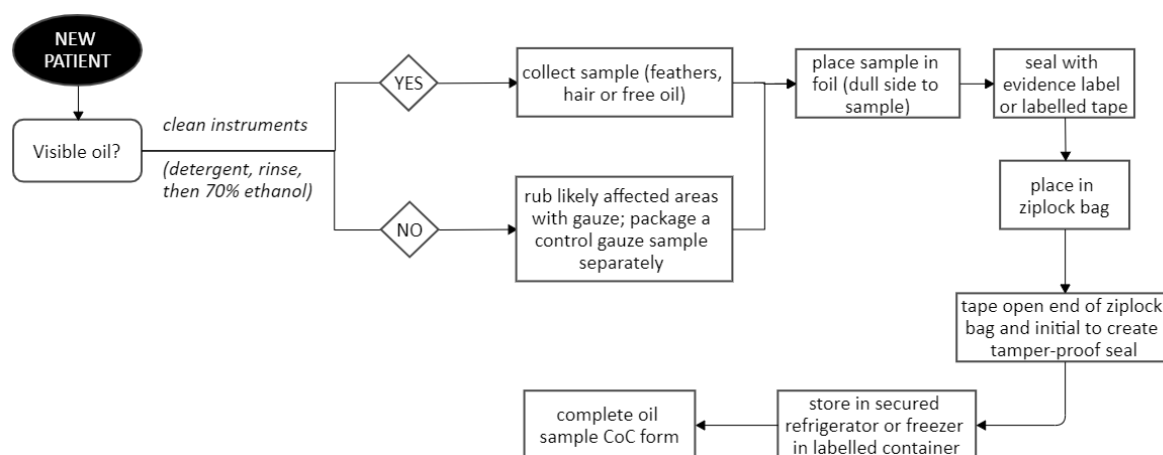 NEW
PATIENT
Visible oil?
clean instruments
(detergent, rinse,
then 70% ethanol)
YES
collect sample (feathers,
hair or free oil)
NO
rub likely affected areas
with gauze; package a
control gauze sample
separately
place sample in
foil (dull side to
sample)
seal with
evidence label
or labelled tape
place in
ziplock bag
tape open end of ziplock
bag and initial to create
tamper-proof seal
store in secured
refrigerator or freezer
in labelled container
complete oil
sample CoC form